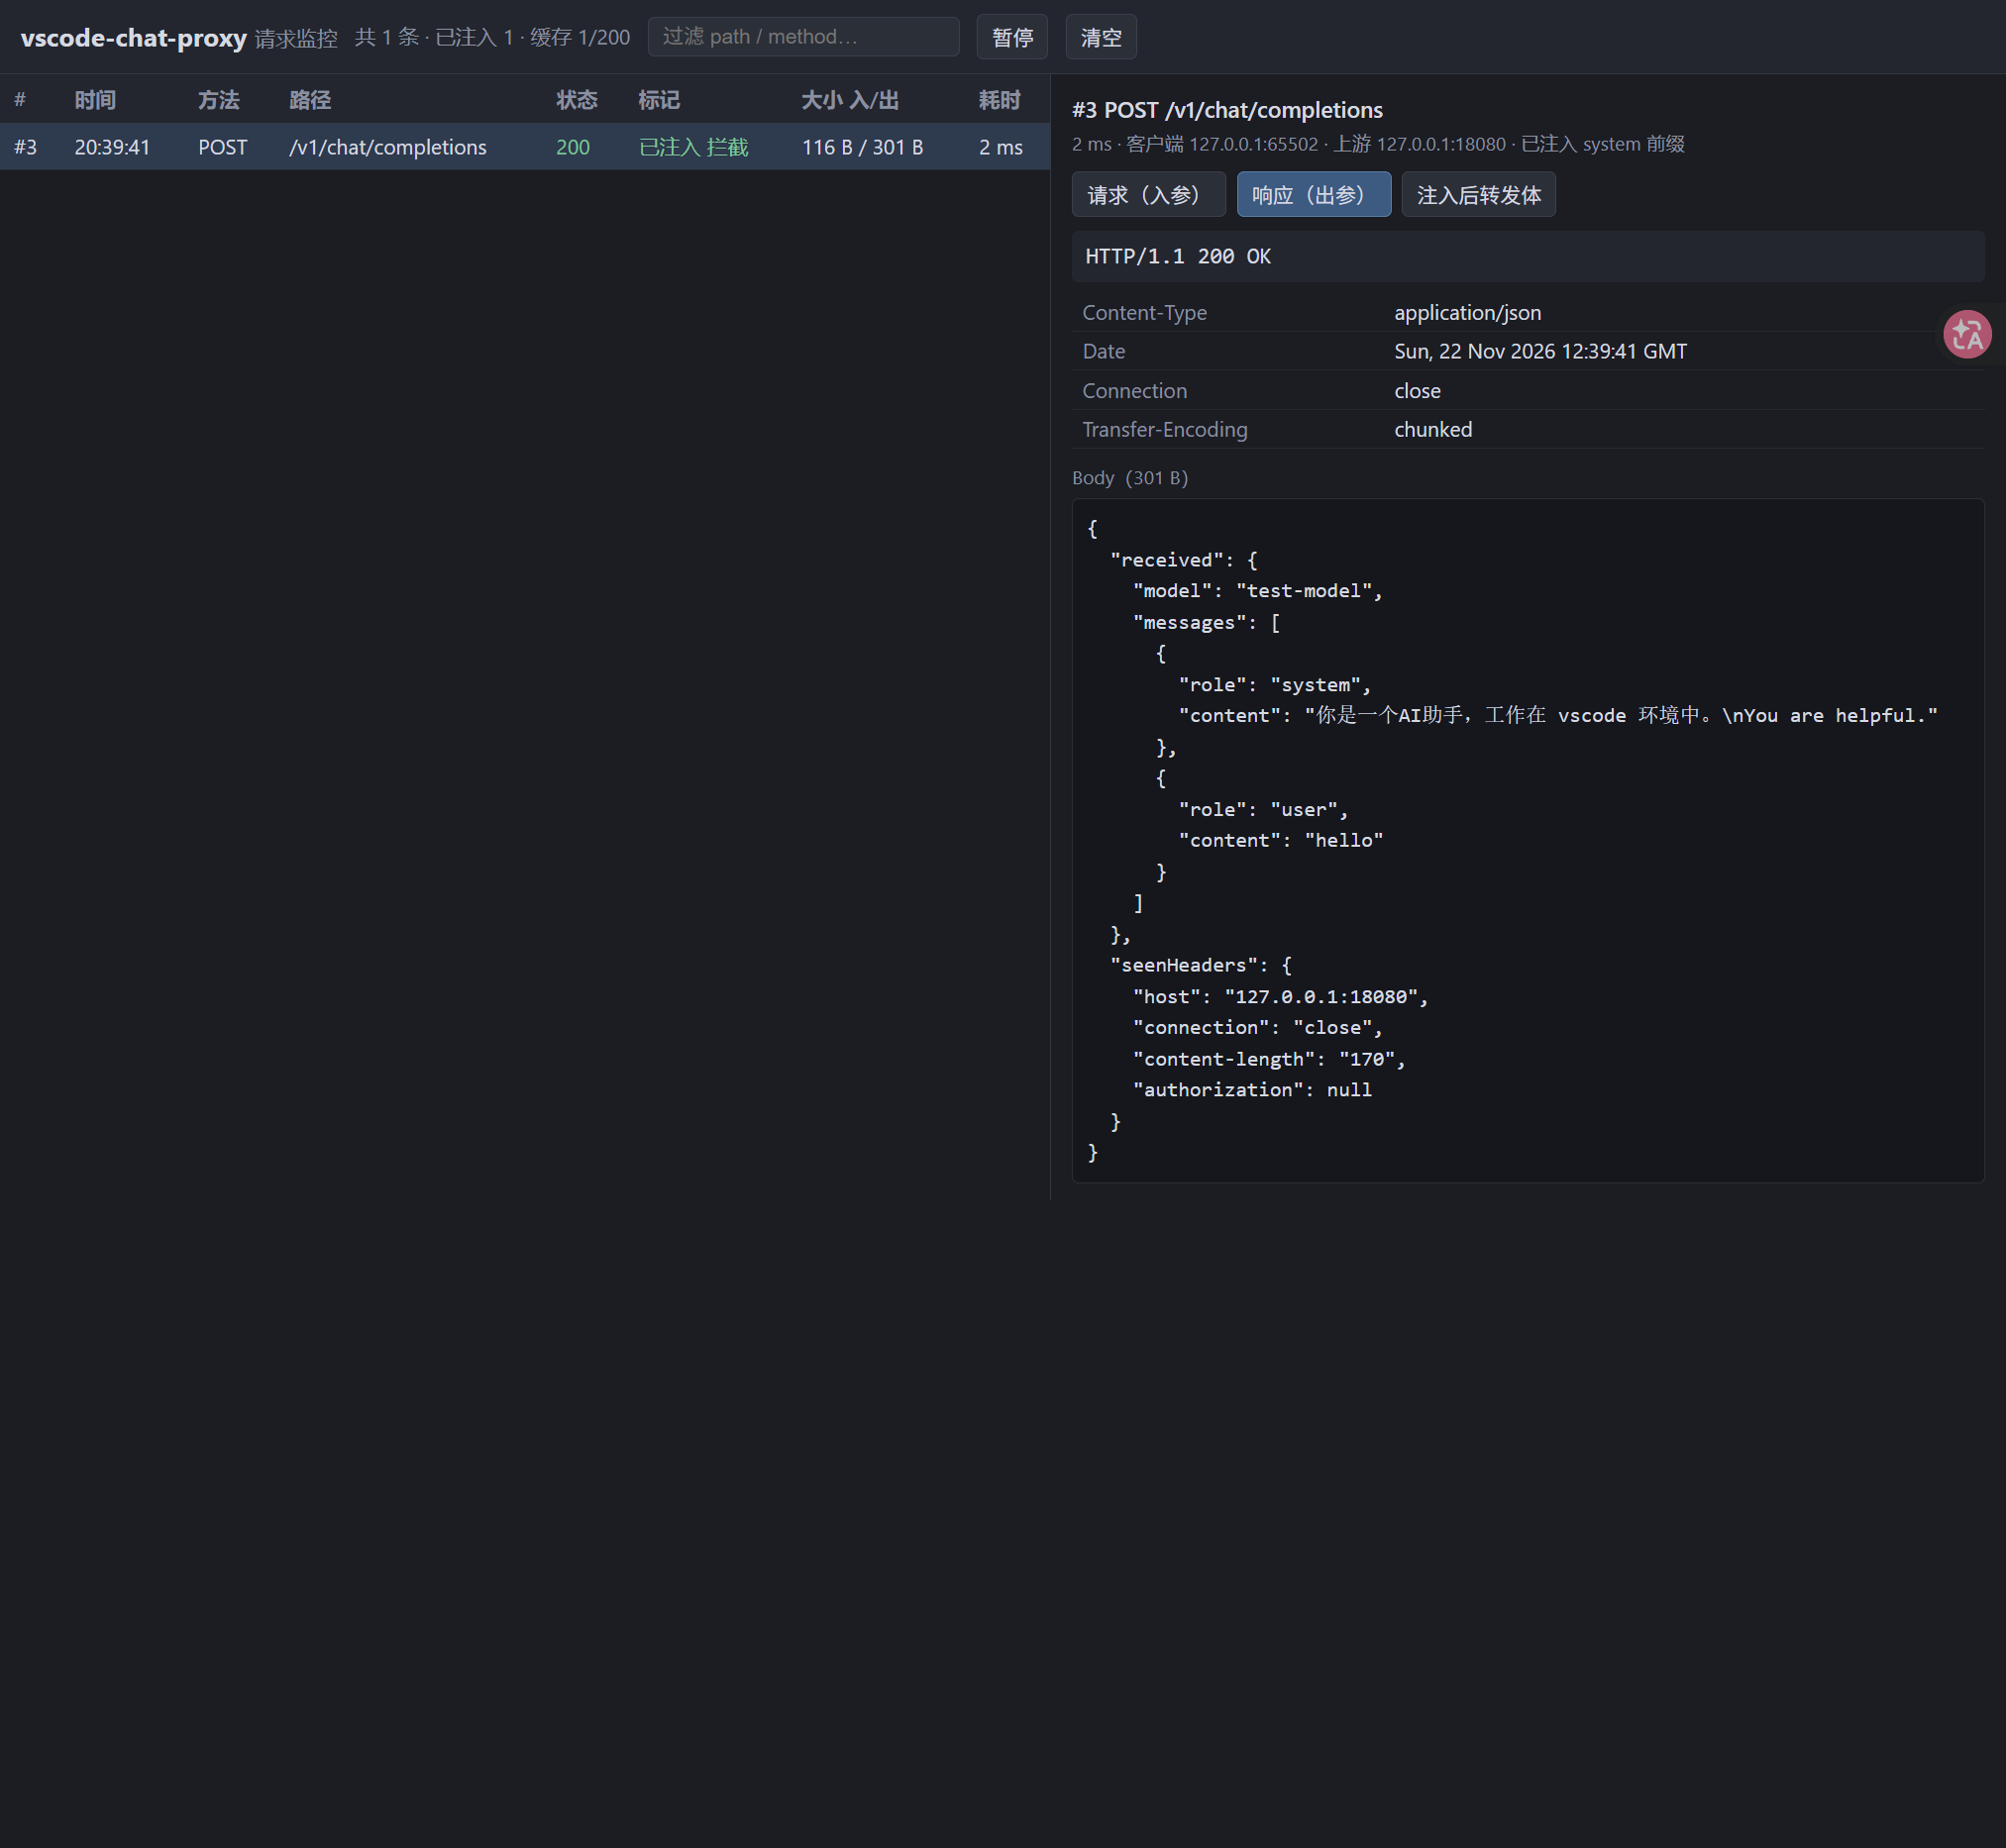 vscode-chat-proxy 请求监控 共 1 条 · 已注入 1 · 缓存 1/200 过滤 path / method… 暂停 清空
# 时间 方法 路径 状态 标记 大小 入/出 耗时
#3 20:39:41 POST /v1/chat/completions 200 已注入 拦截 116 B / 301 B 2 ms
#3 POST /v1/chat/completions
2 ms · 客户端 127.0.0.1:65502 · 上游 127.0.0.1:18080 · 已注入 system 前缀
请求（入参） 响应（出参） 注入后转发体
HTTP/1.1 200 OK
Content-Type application/json
Date Sun, 22 Nov 2026 12:39:41 GMT
Connection close
Transfer-Encoding chunked
Body（301 B）
{
  "received": {
    "model": "test-model",
    "messages": [
      {
        "role": "system",
        "content": "你是一个AI助手，工作在 vscode 环境中。\nYou are helpful."
      },
      {
        "role": "user",
        "content": "hello"
      }
    ]
  },
  "seenHeaders": {
    "host": "127.0.0.1:18080",
    "connection": "close",
    "content-length": "170",
    "authorization": null
  }
}